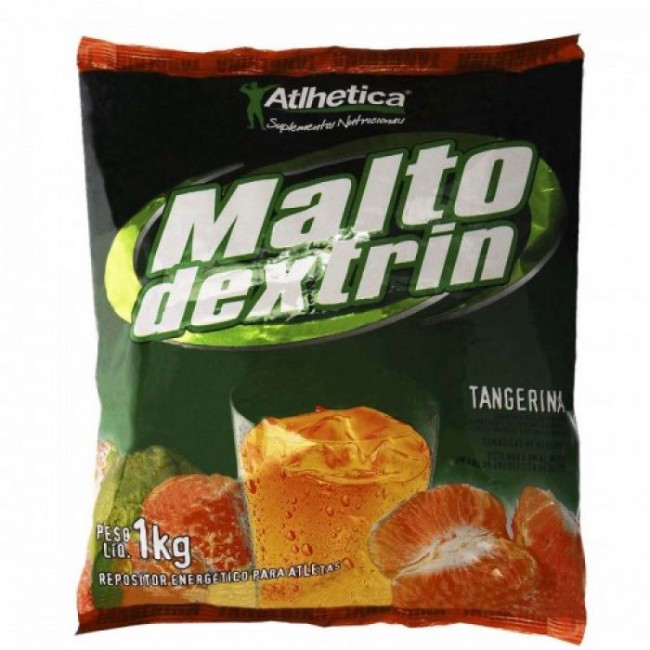 Atlhetica®
Suplementos Nutricionais
Malto
dextrin
TANGERINA
PESO
LÍQ. 1kg
REPOSITOR ENERGÉTICO PARA ATLETAS